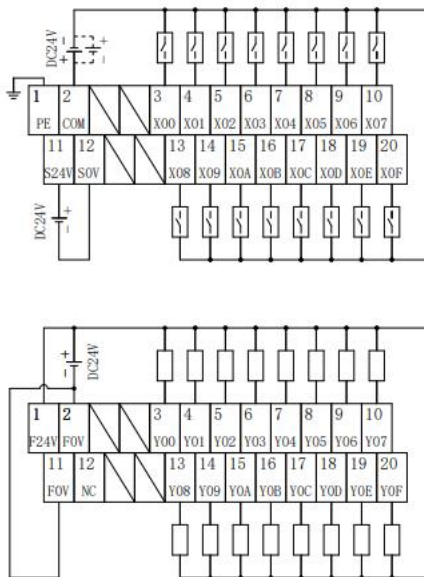 DC24V
- + - +
+ -
1 2 3 4 5 6 7 8 9 10
PE COM X00 X01 X02 X03 X04 X05 X06 X07
11 12 13 14 15 16 17 18 19 20
S24V S0V X08 X09 X0A X0B X0C X0D X0E X0F
DC24V
+
-
+
-
DC24V
1 2 3 4 5 6 7 8 9 10
F24V F0V Y00 Y01 Y02 Y03 Y04 Y05 Y06 Y07
11 12 13 14 15 16 17 18 19 20
F0V NC Y08 Y09 Y0A Y0B Y0C Y0D Y0E Y0F